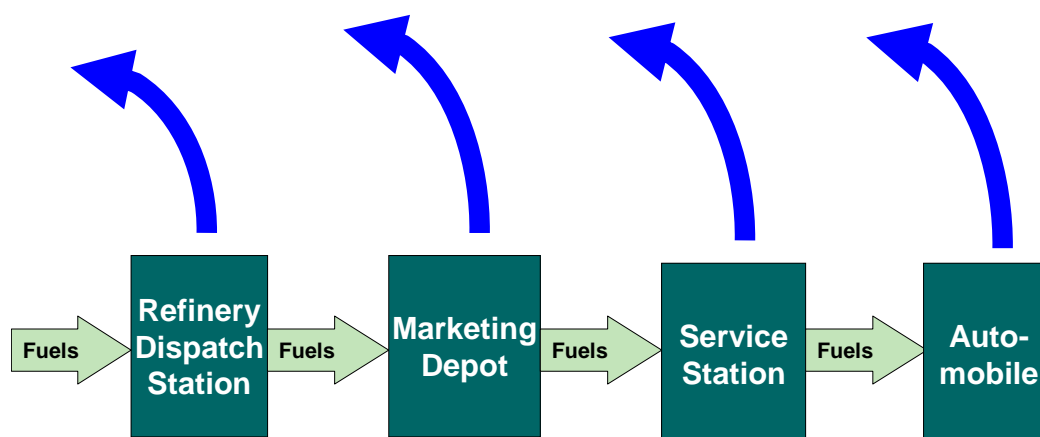 Fuels
Refinery
Dispatch
Station
Fuels
Marketing
Depot
Fuels
Service
Station
Fuels
Auto-
mobile